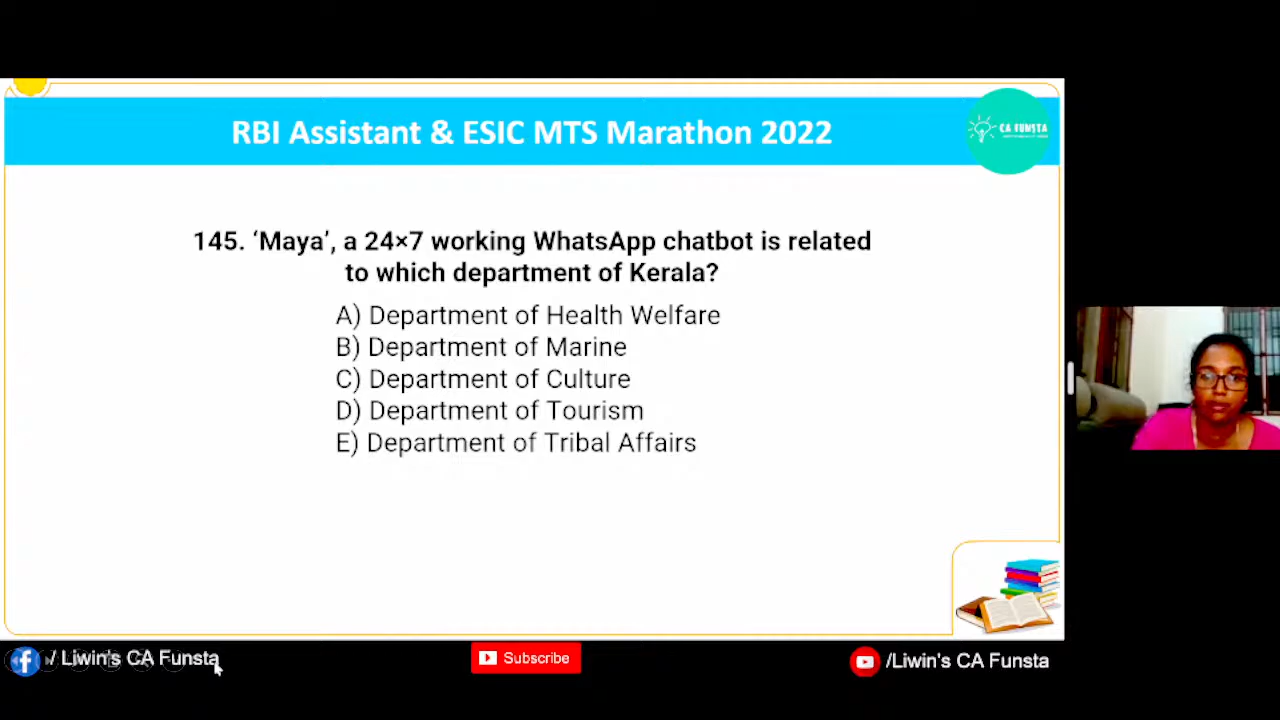 RBI Assistant & ESIC MTS Marathon 2022
CA FUNSTA
145. ‘Maya’, a 24×7 working WhatsApp chatbot is related
to which department of Kerala?
A) Department of Health Welfare
B) Department of Marine
C) Department of Culture
D) Department of Tourism
E) Department of Tribal Affairs
/ Liwin's CA Funsta
Subscribe
/Liwin's CA Funsta